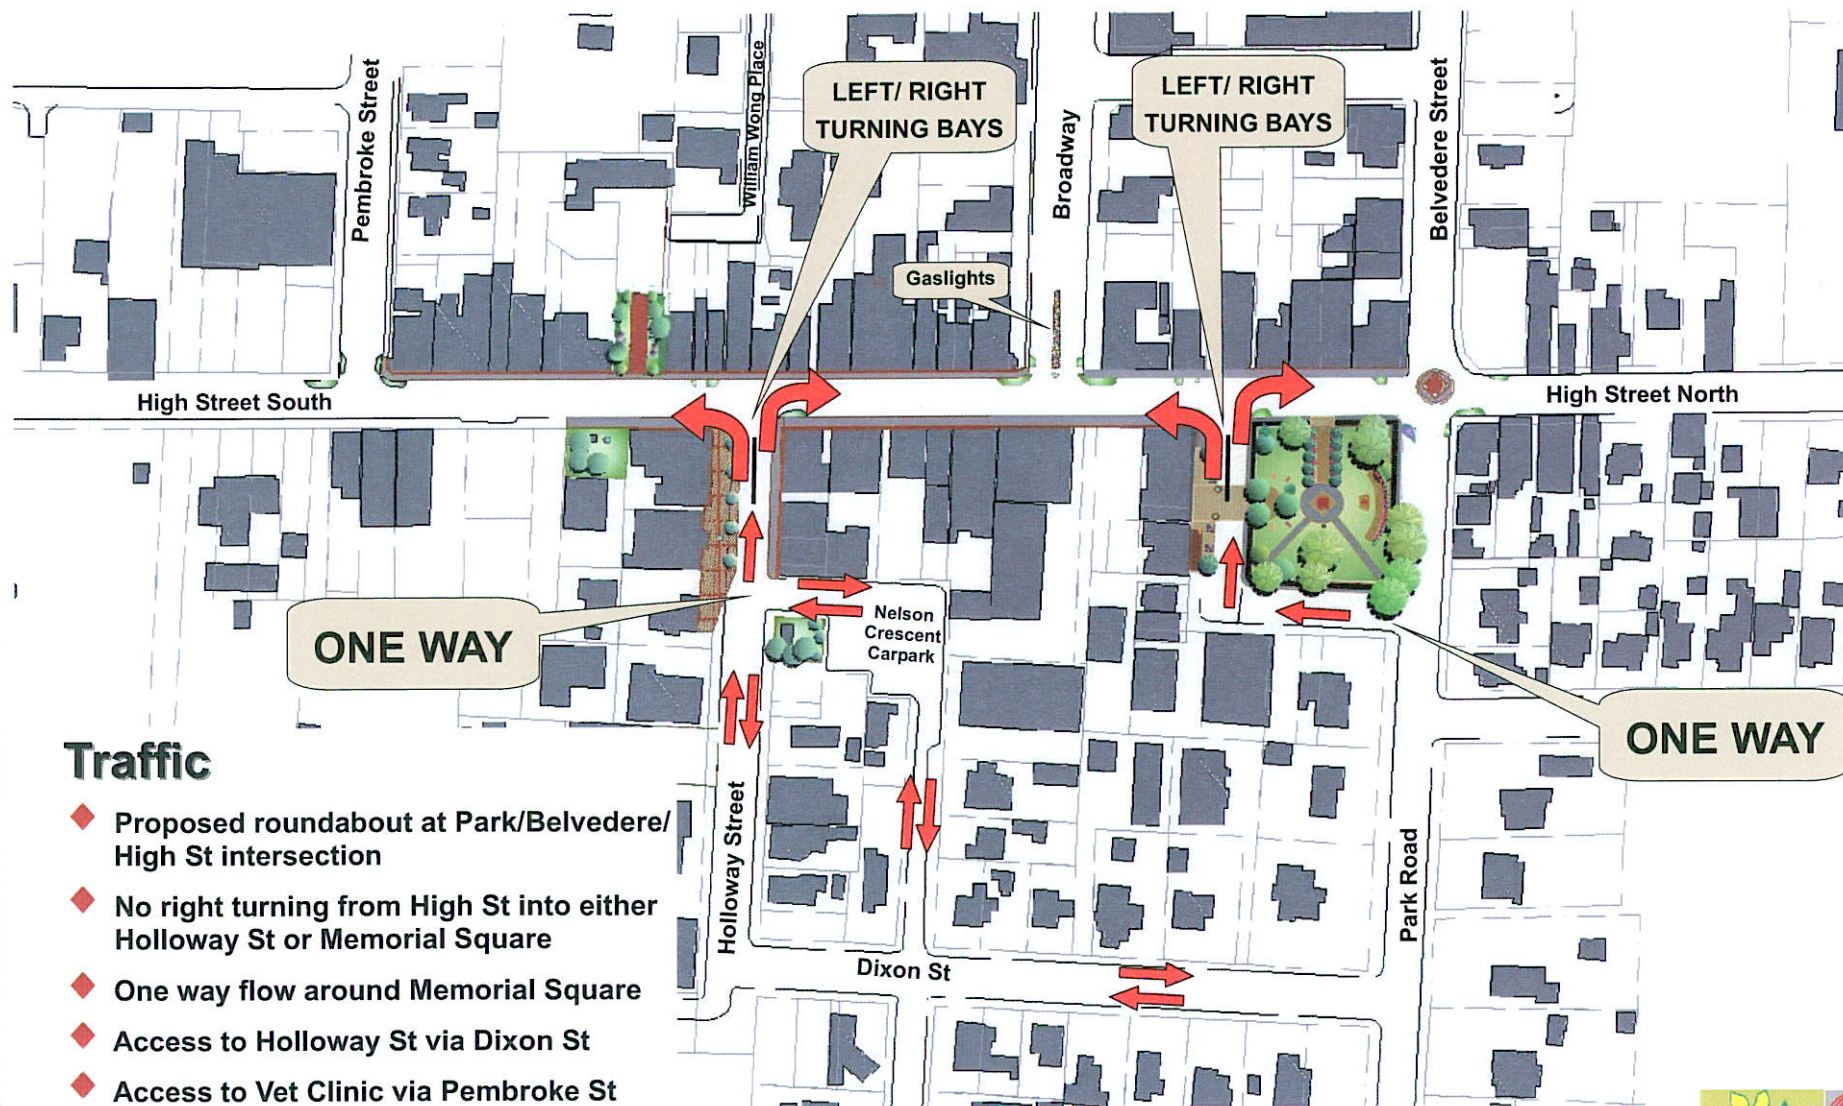 Pembroke Street
William Wong Place
LEFT/ RIGHT
TURNING BAYS
Broadway
LEFT/ RIGHT
TURNING BAYS
Belvedere Street
Gaslights
High Street South
High Street North
ONE WAY
Nelson
Crescent
Carpark
ONE WAY
Holloway Street
Park Road
Dixon St
Traffic
Proposed roundabout at Park/Belvedere/
High St intersection
No right turning from High St into either
Holloway St or Memorial Square
One way flow around Memorial Square
Access to Holloway St via Dixon St
Access to Vet Clinic via Pembroke St